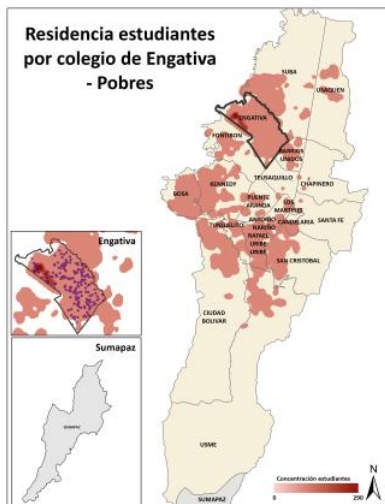 Residencia estudiantes
por colegio de Engativa
- Pobres
SUBA
USAQUEN
ENGATIVA
FONTIBON
BARRIOS
UNIDOS
TEUSAQUILLO
CHAPINERO
KENNEDY
BOSA
PUENTE
ARANDA
LOS
MARTIRES
SANTA FE
ANTONIO
NARIÑO
CANDELARIA
TUNJUELITO
RAFAEL
URIBE
URIBE
SAN CRISTOBAL
Engativa
CIUDAD
BOLIVAR
Sumapaz
SUMAPAZ
USME
SUMAPAZ
Concentración estudiantes
0
290
N